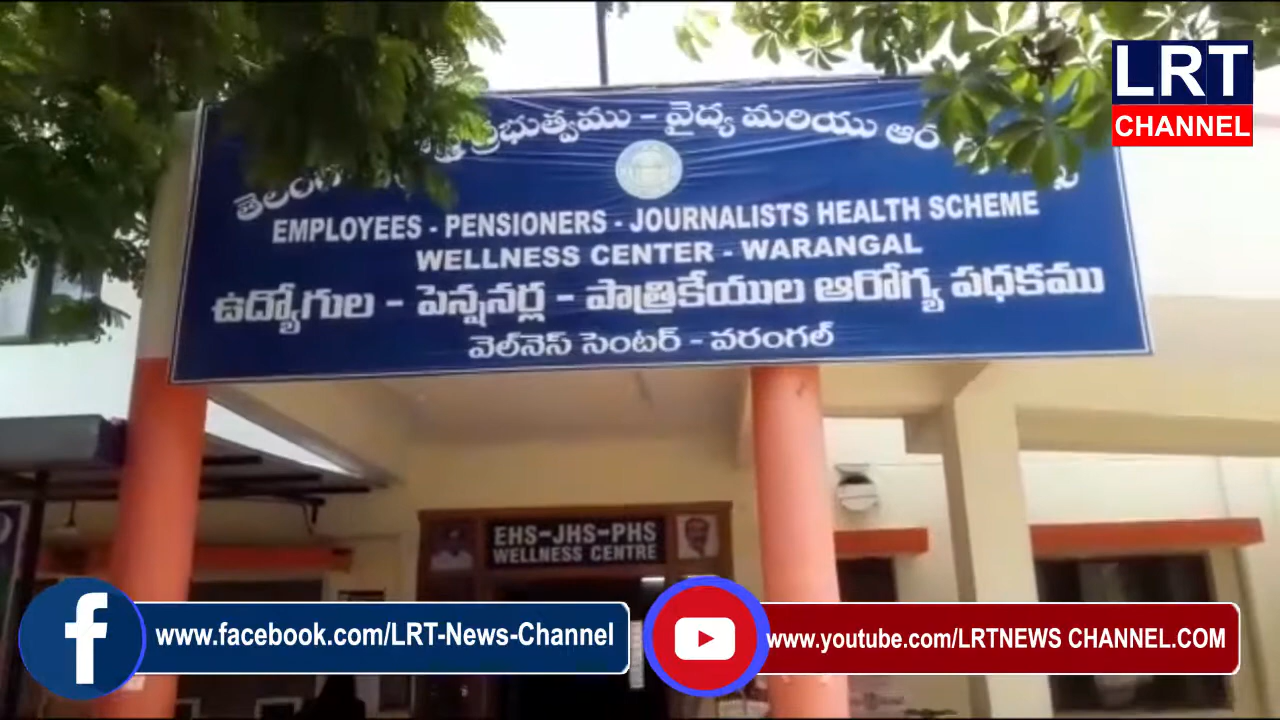 ప్రభుత్వము - వైద్య మరియు
EMPLOYEES - PENSIONERS - JOURNALISTS HEALTH SCHEME
WELLNESS CENTER - WARANGAL
ఉద్యోగుల - పెన్షనర్ల - పాత్రికేయుల ఆరోగ్య పధకము
వెల్‌నెస్ సెంటర్ - వరంగల్
LRT
CHANNEL
EHS-JHS-PHS
WELLNESS CENTRE
www.facebook.com/LRT-News-Channel
www.youtube.com/LRTNEWS CHANNEL.COM